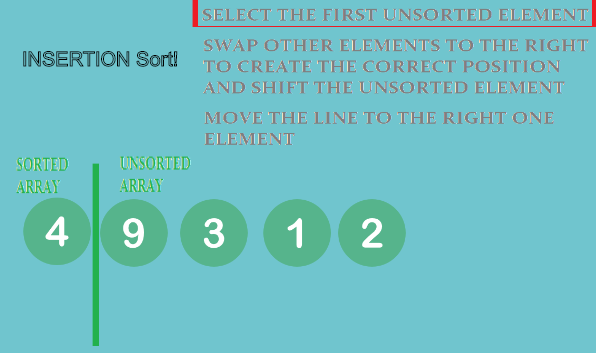 SELECT THE FIRST UNSORTED ELEMENT
INSERTION Sort!
SWAP OTHER ELEMENTS TO THE RIGHT
TO CREATE THE CORRECT POSITION
AND SHIFT THE UNSORTED ELEMENT
MOVE THE LINE TO THE RIGHT ONE
ELEMENT
SORTED
ARRAY
UNSORTED
ARRAY
4 9 3 1 2